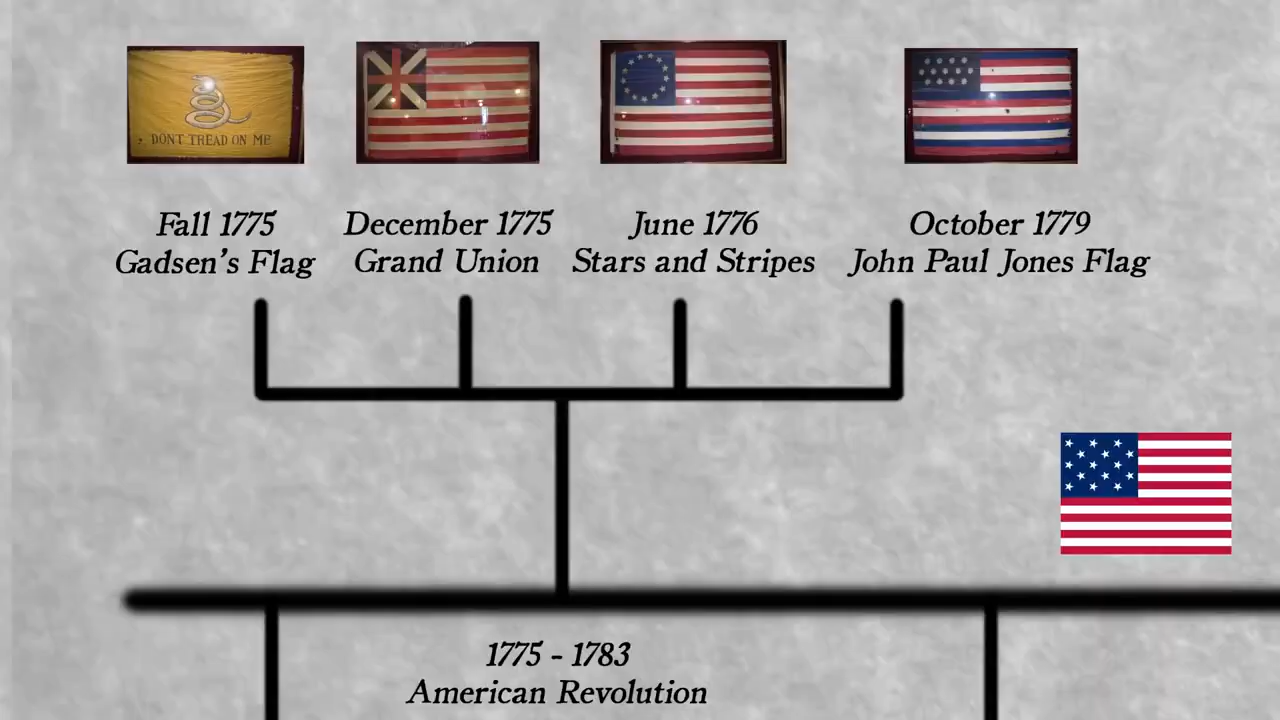 DONT TREAD ON ME
Fall 1775
Gadsen's Flag
December 1775
Grand Union
June 1776
Stars and Stripes
October 1779
John Paul Jones Flag
1775 - 1783
American Revolution